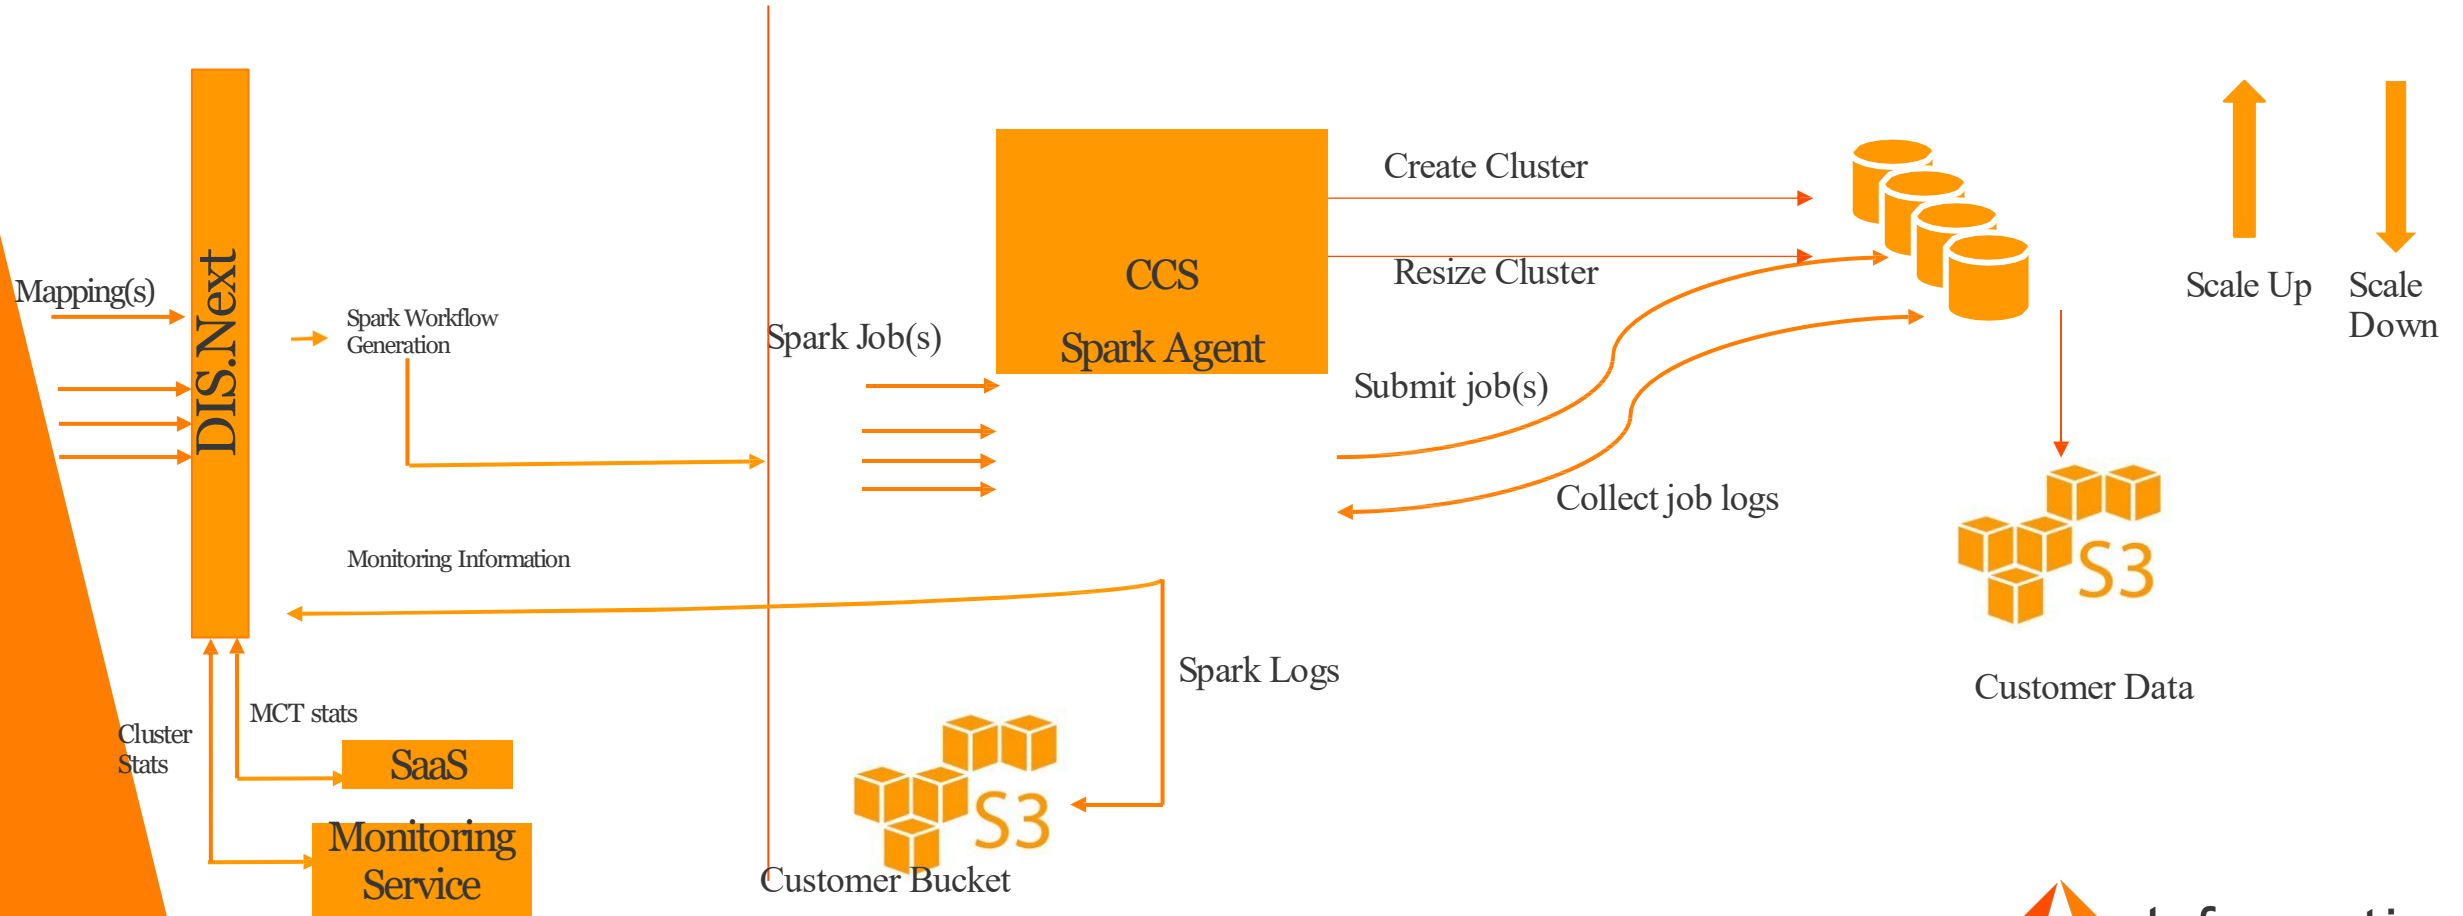 Mapping(s)
DIS.Next
Spark Workflow
Generation
Spark Job(s)
CCS
Spark Agent
Create Cluster
Resize Cluster
Submit job(s)
Collect job logs
Scale Up
Scale
Down
S3
Customer Data
Monitoring Information
Spark Logs
MCT stats
Cluster
Stats
SaaS
Monitoring
Service
S3
Customer Bucket